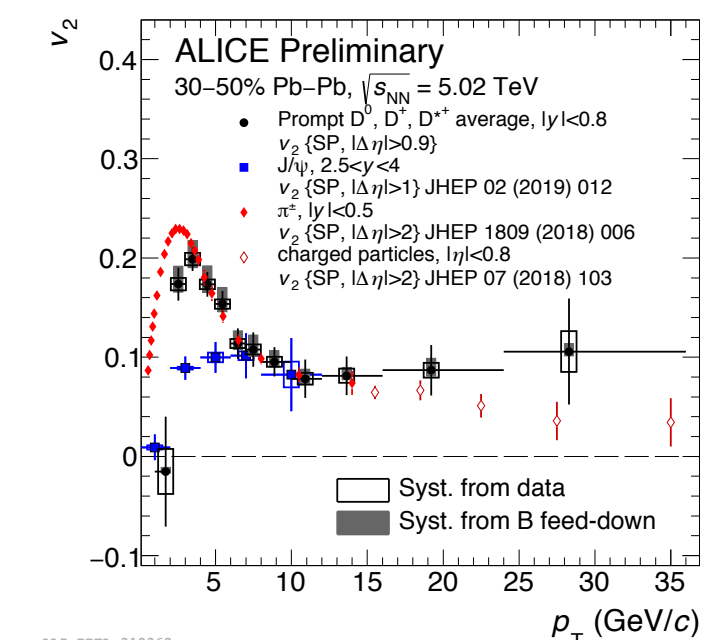 v₂
ALICE Preliminary
30−50% Pb−Pb, √s_NN = 5.02 TeV
Prompt D⁰, D⁺, D*⁺ average, |y|<0.8
v₂ {SP, |Δη|>0.9}
J/ψ, 2.5<y<4
v₂ {SP, |Δη|>1} JHEP 02 (2019) 012
π±, |y|<0.5
v₂ {SP, |Δη|>2} JHEP 1809 (2018) 006
charged particles, |η|<0.8
v₂ {SP, |Δη|>2} JHEP 07 (2018) 103
0.4
0.3
0.2
0.1
0
−0.1
Syst. from data
Syst. from B feed-down
5 10 15 20 25 30 35
p_T (GeV/c)